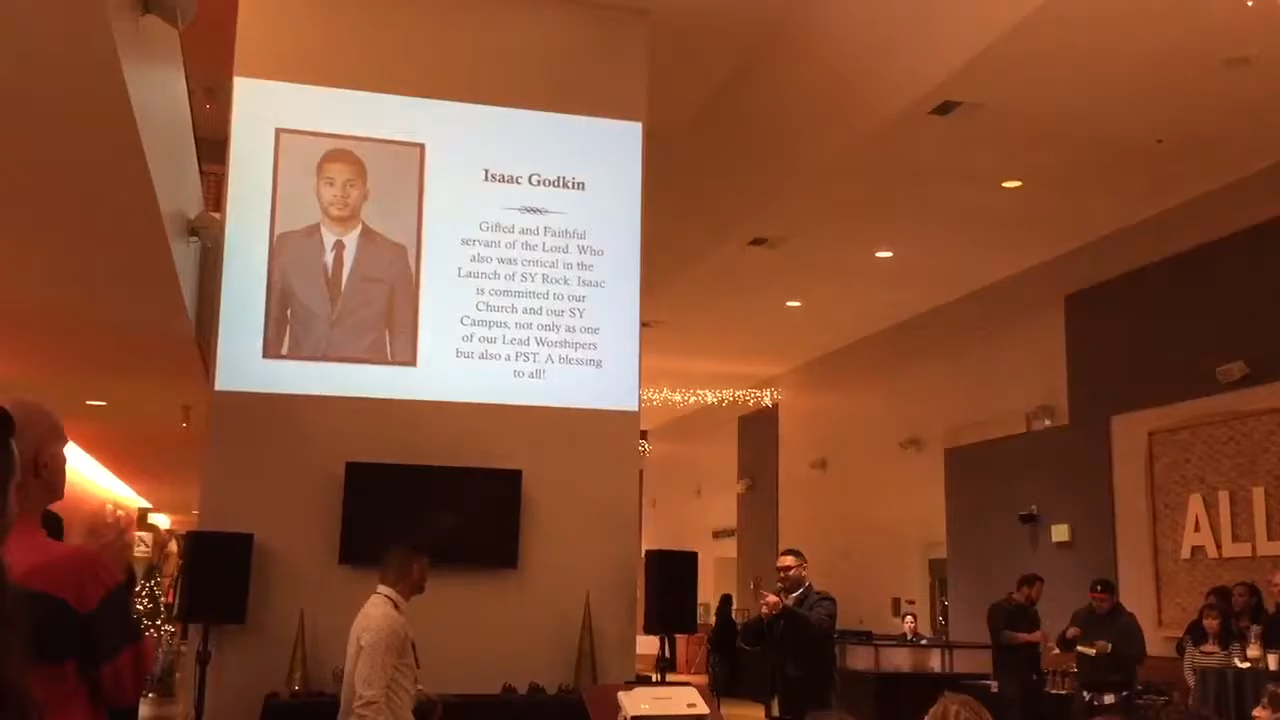 Isaac Godkin
Gifted and Faithful
servant of the Lord. Who
also was critical in the
Launch of SY Rock. Isaac
is committed to our
Church and our SY
Campus, not only as one
of our Lead Worshipers
but also a PST. A blessing
to all!
ALL